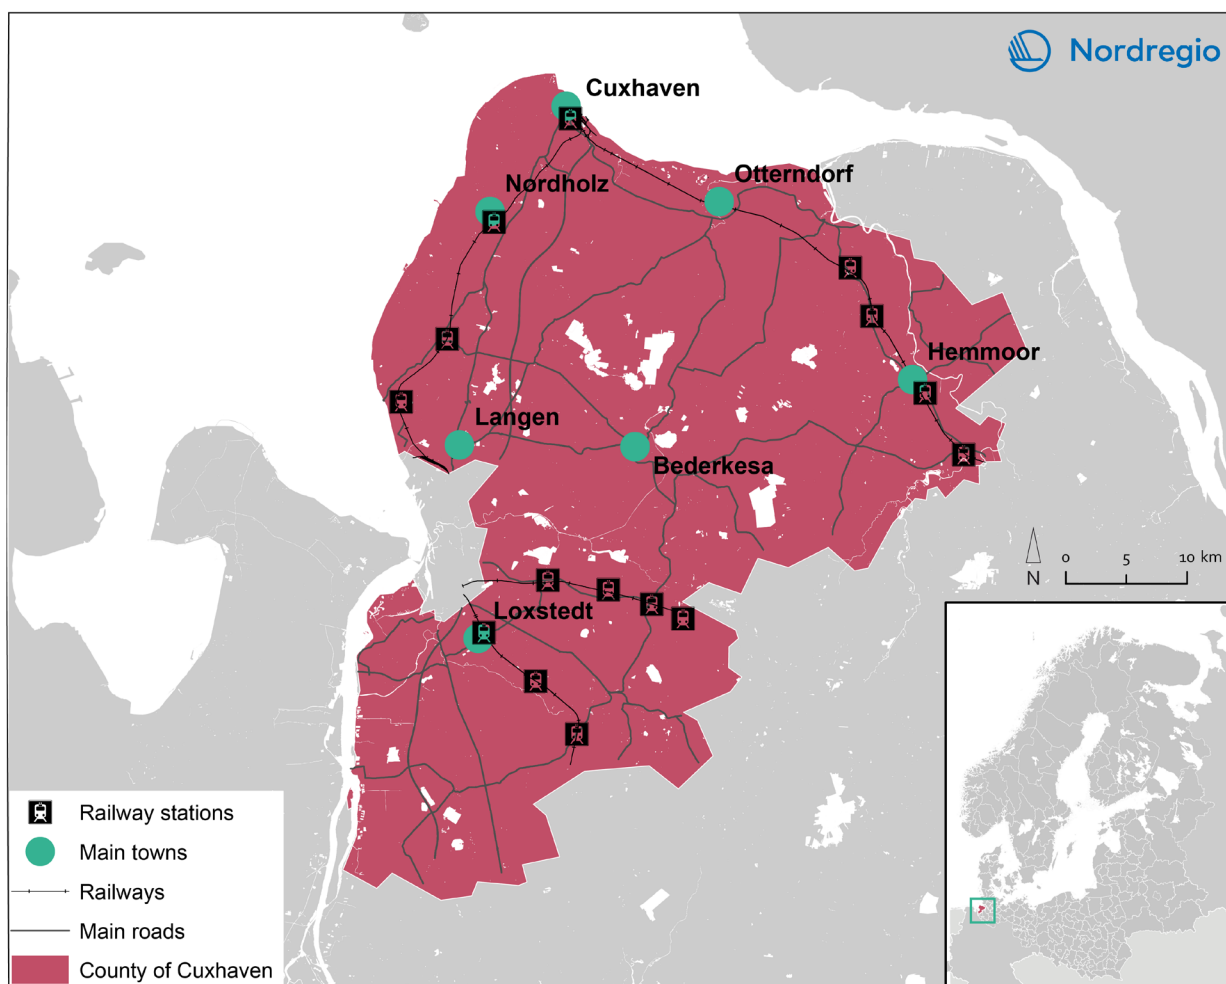 Nordregio
Cuxhaven
Otterndorf
Nordholz
Hemmoor
Langen
Bederkesa
Loxstedt
0 5 10 km
N
Railway stations
Main towns
Railways
Main roads
County of Cuxhaven